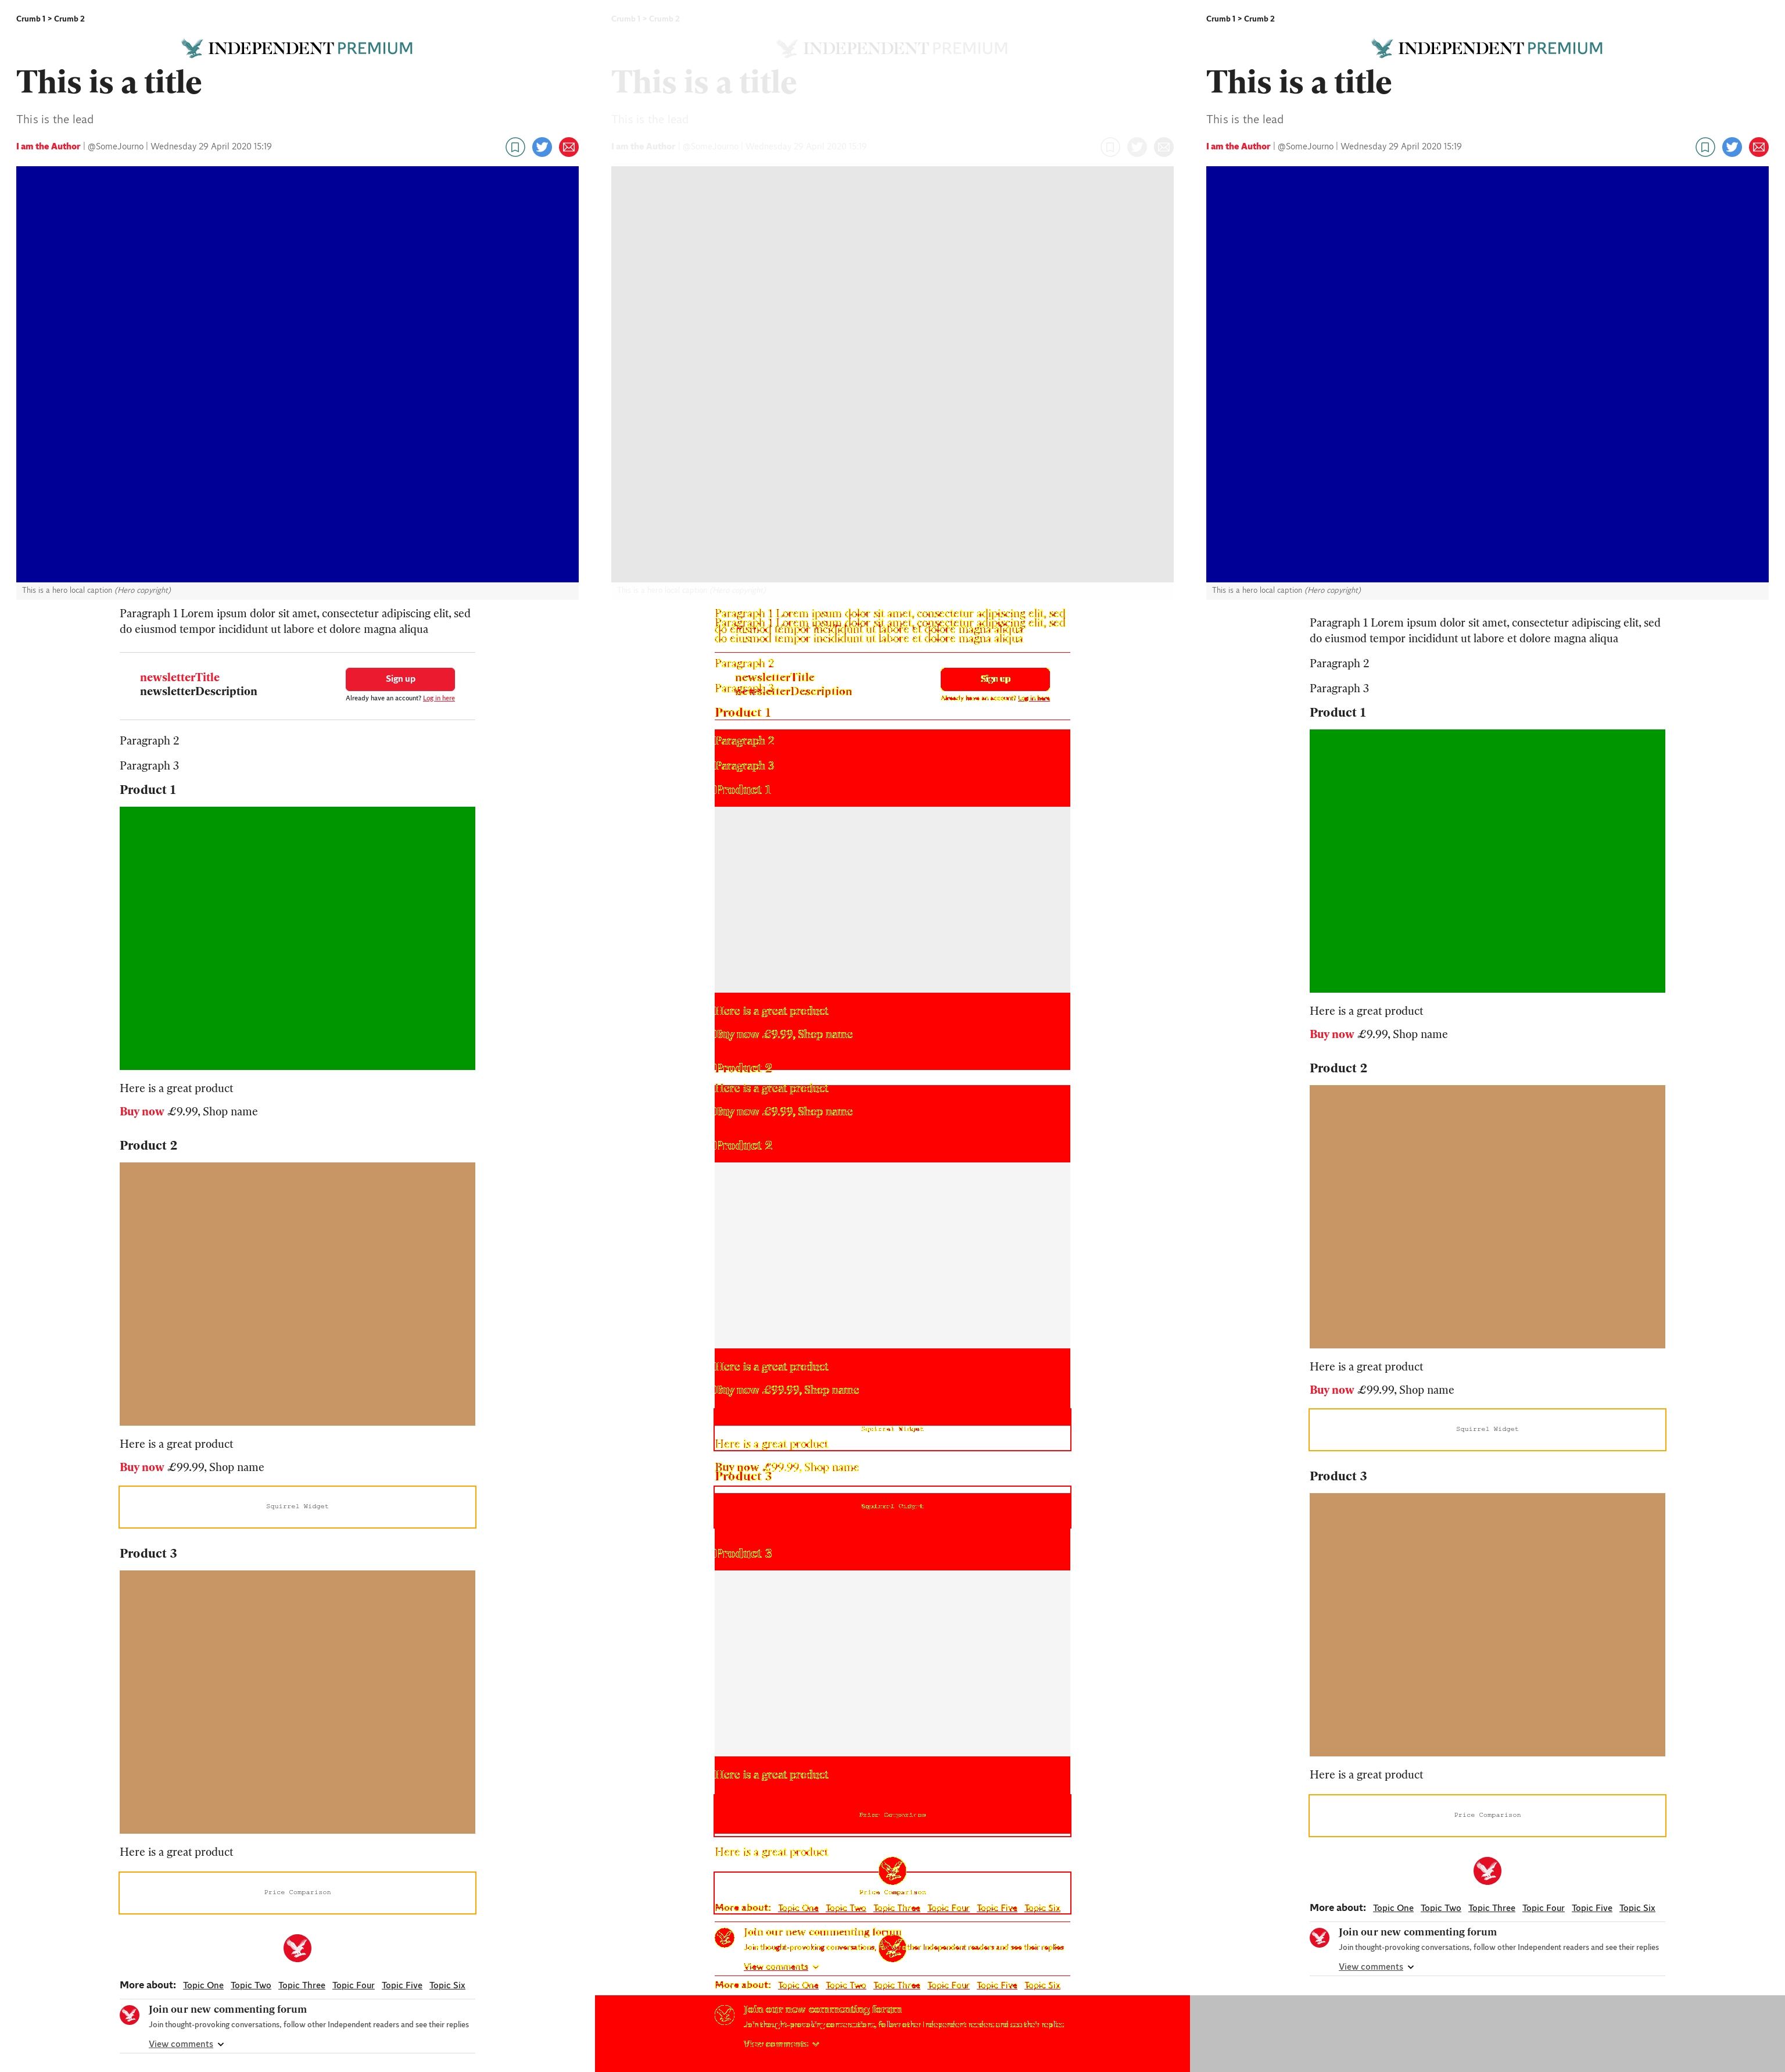 Crumb 1 > Crumb 2
INDEPENDENT PREMIUM
This is a title
This is the lead
I am the Author | @SomeJourno | Wednesday 29 April 2020 15:19
This is a hero local caption (Hero copyright)
Paragraph 1 Lorem ipsum dolor sit amet, consectetur adipiscing elit, sed
do eiusmod tempor incididunt ut labore et dolore magna aliqua
newsletterTitle
newsletterDescription
Sign up
Already have an account? Log in here
Paragraph 2
Paragraph 3
Product 1
Here is a great product
Buy now £9.99, Shop name
Product 2
Here is a great product
Buy now £99.99, Shop name
Squirrel Widget
Product 3
Here is a great product
Price Comparison
More about: Topic One Topic Two Topic Three Topic Four Topic Five Topic Six
Join our new commenting forum
Join thought-provoking conversations, follow other Independent readers and see their replies
View comments
Crumb 1 > Crumb 2
INDEPENDENT PREMIUM
This is a title
This is the lead
I am the Author | @SomeJourno | Wednesday 29 April 2020 15:19
This is a hero local caption (Hero copyright)
Paragraph 1 Lorem ipsum dolor sit amet, consectetur adipiscing elit, sed
Paragraph 1 Lorem ipsum dolor sit amet, consectetur adipiscing elit, sed
do eiusmod tempor incididunt ut labore et dolore magna aliqua
do eiusmod tempor incididunt ut labore et dolore magna aliqua
Paragraph 2
newsletterTitle
Paragraph 3
newsletterDescription
Sign up
Already have an account? Log in here
Product 1
Paragraph 2
Paragraph 3
Product 1
Here is a great product
Buy now £9.99, Shop name
Product 2
Here is a great product
Buy now £9.99, Shop name
Product 2
Here is a great product
Buy now £99.99, Shop name
Squirrel Widget
Here is a great product
Buy now £99.99, Shop name
Product 3
Squirrel Widget
Product 3
Here is a great product
Price Comparison
Here is a great product
Price Comparison
More about: Topic One Topic Two Topic Three Topic Four Topic Five Topic Six
Join our new commenting forum
Join thought-provoking conversations, follow other Independent readers and see their replies
View comments
More about: Topic One Topic Two Topic Three Topic Four Topic Five Topic Six
Join our new commenting forum
Join thought-provoking conversations, follow other Independent readers and see their replies
View comments
Crumb 1 > Crumb 2
INDEPENDENT PREMIUM
This is a title
This is the lead
I am the Author | @SomeJourno | Wednesday 29 April 2020 15:19
This is a hero local caption (Hero copyright)
Paragraph 1 Lorem ipsum dolor sit amet, consectetur adipiscing elit, sed
do eiusmod tempor incididunt ut labore et dolore magna aliqua
Paragraph 2
Paragraph 3
Product 1
Here is a great product
Buy now £9.99, Shop name
Product 2
Here is a great product
Buy now £99.99, Shop name
Squirrel Widget
Product 3
Here is a great product
Price Comparison
More about: Topic One Topic Two Topic Three Topic Four Topic Five Topic Six
Join our new commenting forum
Join thought-provoking conversations, follow other Independent readers and see their replies
View comments